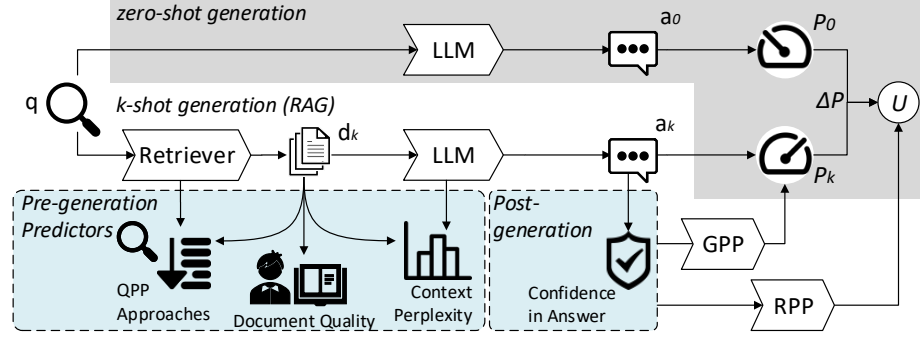 zero-shot generation
a0
P0
LLM
q
k-shot generation (RAG)
ΔP
U
dk
ak
Retriever
LLM
Pk
Pre-generation
Predictors
Post-
generation
GPP
QPP
Approaches
Document Quality
Context
Perplexity
Confidence
in Answer
RPP